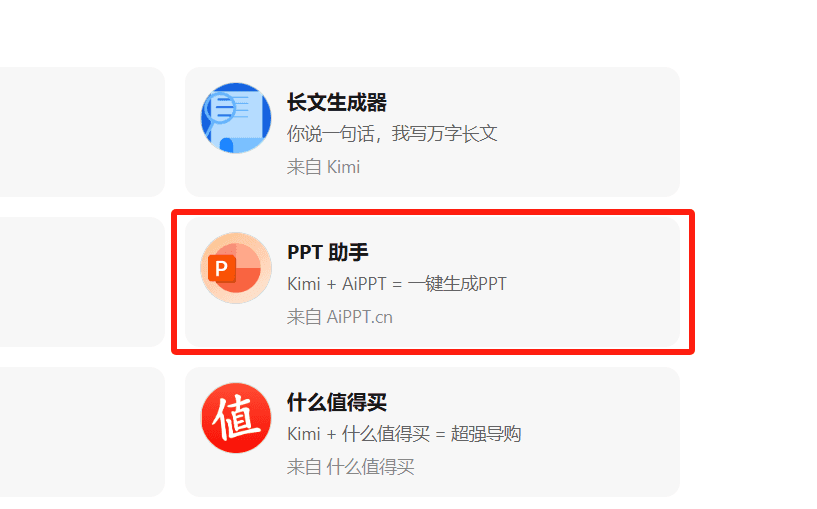 长文生成器
你说一句话，我写万字长文
来自 Kimi
P
PPT 助手
Kimi + AiPPT = 一键生成PPT
来自 AiPPT.cn
值
什么值得买
Kimi + 什么值得买 = 超强导购
来自 什么值得买